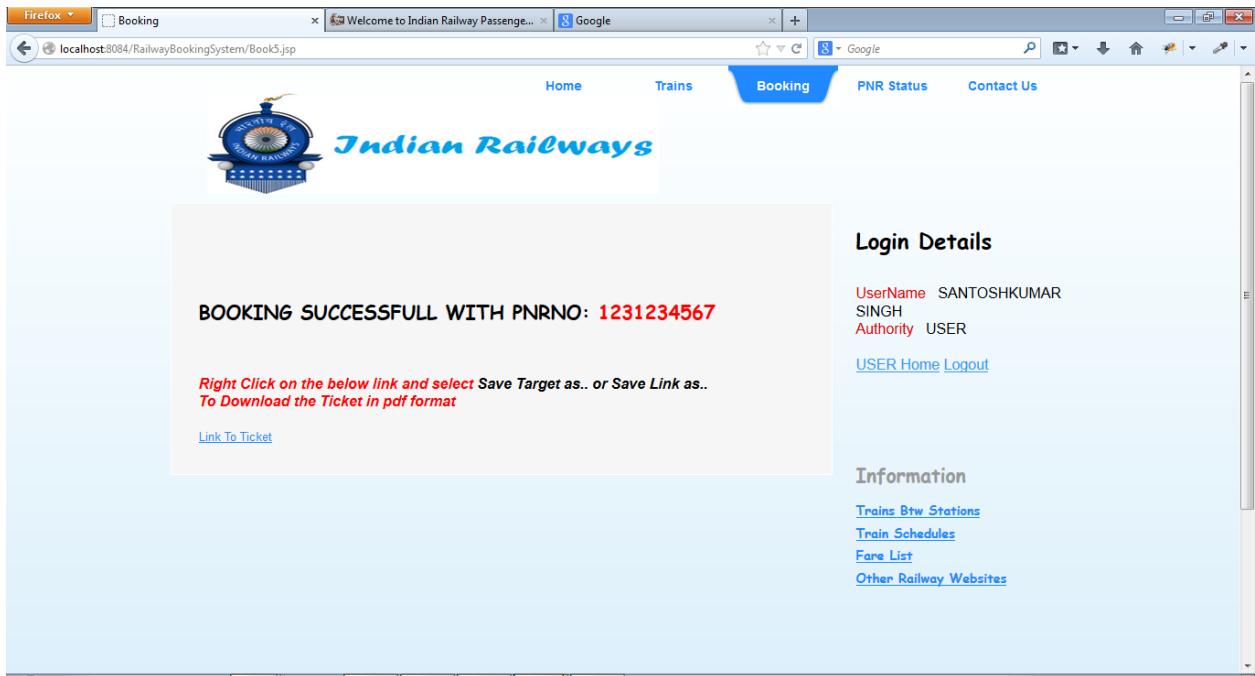 Firefox
Booking
Welcome to Indian Railway Passenge...
Google
localhost:8084/RailwayBookingSystem/Book5.jsp
Google
Home Trains Booking PNR Status Contact Us
भारतीय रेल
INDIAN RAILWAYS
Indian Railways
BOOKING SUCCESSFULL WITH PNRNO: 1231234567
Right Click on the below link and select Save Target as.. or Save Link as..
To Download the Ticket in pdf format
Link To Ticket
Login Details
UserName SANTOSHKUMAR
SINGH
Authority USER
USER Home Logout
Information
Trains Btw Stations
Train Schedules
Fare List
Other Railway Websites